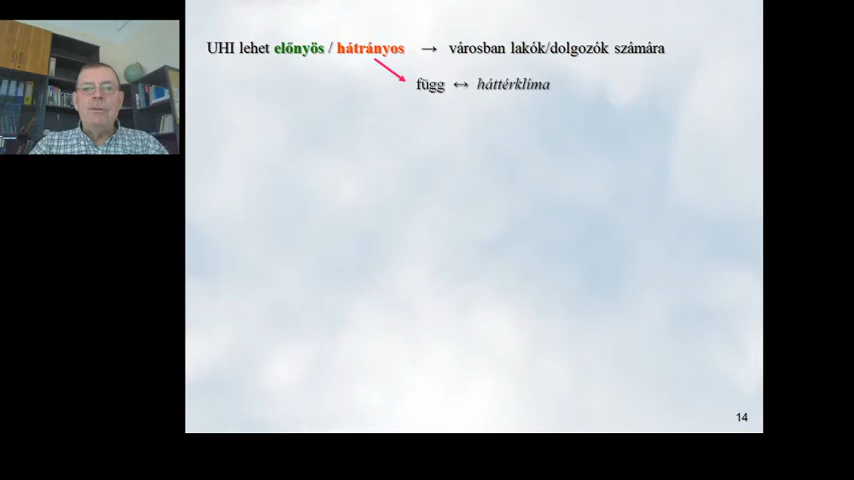 UHI lehet előnyös / hátrányos → városban lakók/dolgozók számára
függ ↔ háttérklíma
14